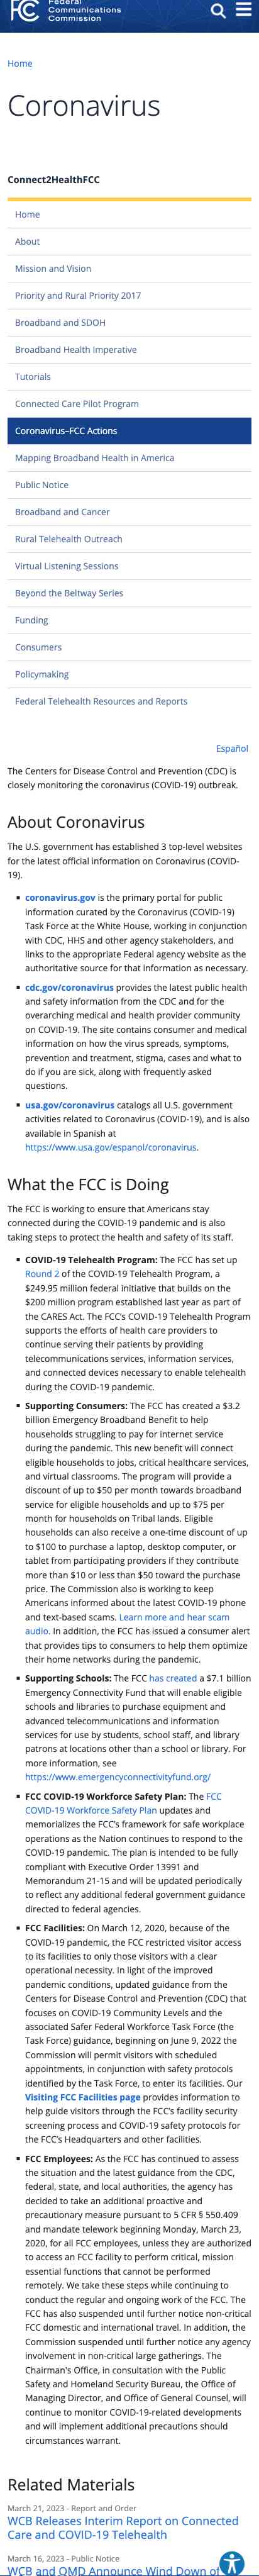 Federal
Communications
Commission
Home
Coronavirus
Connect2HealthFCC
Home
About
Mission and Vision
Priority and Rural Priority 2017
Broadband and SDOH
Broadband Health Imperative
Tutorials
Connected Care Pilot Program
Coronavirus–FCC Actions
Mapping Broadband Health in America
Public Notice
Broadband and Cancer
Rural Telehealth Outreach
Virtual Listening Sessions
Beyond the Beltway Series
Funding
Consumers
Policymaking
Federal Telehealth Resources and Reports
Español
The Centers for Disease Control and Prevention (CDC) is
closely monitoring the coronavirus (COVID-19) outbreak.
About Coronavirus
The U.S. government has established 3 top-level websites
for the latest official information on Coronavirus (COVID-
19).
▪ coronavirus.gov is the primary portal for public
information curated by the Coronavirus (COVID-19)
Task Force at the White House, working in conjunction
with CDC, HHS and other agency stakeholders, and
links to the appropriate Federal agency website as the
authoritative source for that information as necessary.
▪ cdc.gov/coronavirus provides the latest public health
and safety information from the CDC and for the
overarching medical and health provider community
on COVID-19. The site contains consumer and medical
information on how the virus spreads, symptoms,
prevention and treatment, stigma, cases and what to
do if you are sick, along with frequently asked
questions.
▪ usa.gov/coronavirus catalogs all U.S. government
activities related to Coronavirus (COVID-19), and is also
available in Spanish at
https://www.usa.gov/espanol/coronavirus.
What the FCC is Doing
The FCC is working to ensure that Americans stay
connected during the COVID-19 pandemic and is also
taking steps to protect the health and safety of its staff.
▪ COVID-19 Telehealth Program: The FCC has set up
Round 2 of the COVID-19 Telehealth Program, a
$249.95 million federal initiative that builds on the
$200 million program established last year as part of
the CARES Act. The FCC's COVID-19 Telehealth Program
supports the efforts of health care providers to
continue serving their patients by providing
telecommunications services, information services,
and connected devices necessary to enable telehealth
during the COVID-19 pandemic.
▪ Supporting Consumers: The FCC has created a $3.2
billion Emergency Broadband Benefit to help
households struggling to pay for internet service
during the pandemic. This new benefit will connect
eligible households to jobs, critical healthcare services,
and virtual classrooms. The program will provide a
discount of up to $50 per month towards broadband
service for eligible households and up to $75 per
month for households on Tribal lands. Eligible
households can also receive a one-time discount of up
to $100 to purchase a laptop, desktop computer, or
tablet from participating providers if they contribute
more than $10 or less than $50 toward the purchase
price. The Commission also is working to keep
Americans informed about the latest COVID-19 phone
and text-based scams. Learn more and hear scam
audio. In addition, the FCC has issued a consumer alert
that provides tips to consumers to help them optimize
their home networks during the pandemic.
▪ Supporting Schools: The FCC has created a $7.1 billion
Emergency Connectivity Fund that will enable eligible
schools and libraries to purchase equipment and
advanced telecommunications and information
services for use by students, school staff, and library
patrons at locations other than a school or library. For
more information, see
https://www.emergencyconnectivityfund.org/
▪ FCC COVID-19 Workforce Safety Plan: The FCC
COVID-19 Workforce Safety Plan updates and
memorializes the FCC's framework for safe workplace
operations as the Nation continues to respond to the
COVID-19 pandemic. The plan is intended to be fully
compliant with Executive Order 13991 and
Memorandum 21-15 and will be updated periodically
to reflect any additional federal government guidance
directed to federal agencies.
▪ FCC Facilities: On March 12, 2020, because of the
COVID-19 pandemic, the FCC restricted visitor access
to its facilities to only those visitors with a clear
operational necessity. In light of the improved
pandemic conditions, updated guidance from the
Centers for Disease Control and Prevention (CDC) that
focuses on COVID-19 Community Levels and the
associated Safer Federal Workforce Task Force (the
Task Force) guidance, beginning on June 9, 2022 the
Commission will permit visitors with scheduled
appointments, in conjunction with safety protocols
identified by the Task Force, to enter its facilities. Our
Visiting FCC Facilities page provides information to
help guide visitors through the FCC's facility security
screening process and COVID-19 safety protocols for
the FCC's Headquarters and other facilities.
▪ FCC Employees: As the FCC has continued to assess
the situation and the latest guidance from the CDC,
federal, state, and local authorities, the agency has
decided to take an additional proactive and
precautionary measure pursuant to 5 CFR § 550.409
and mandate telework beginning Monday, March 23,
2020, for all FCC employees, unless they are authorized
to access an FCC facility to perform critical, mission
essential functions that cannot be performed
remotely. We take these steps while continuing to
conduct the regular and ongoing work of the FCC. The
FCC has also suspended until further notice non-critical
FCC domestic and international travel. In addition, the
Commission suspended until further notice any agency
involvement in non-critical large gatherings. The
Chairman's Office, in consultation with the Public
Safety and Homeland Security Bureau, the Office of
Managing Director, and Office of General Counsel, will
continue to monitor COVID-19-related developments
and will implement additional precautions should
circumstances warrant.
Related Materials
March 21, 2023 - Report and Order
WCB Releases Interim Report on Connected
Care and COVID-19 Telehealth
March 16, 2023 - Public Notice
WCB and OMD Announce Wind Down of